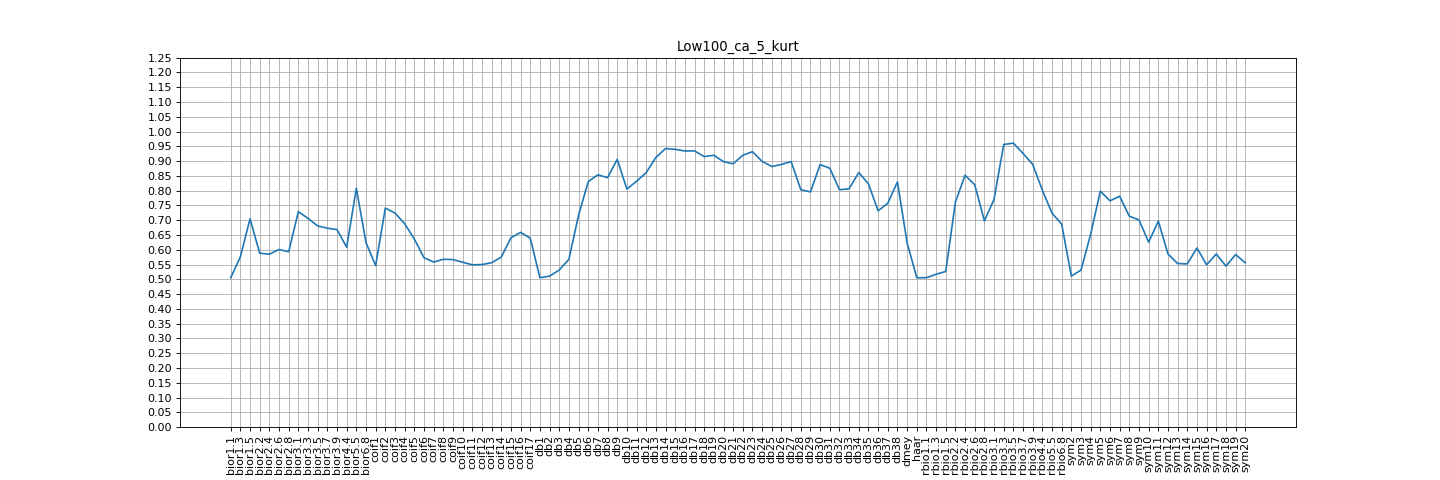 Low100_ca_5_kurt
1.25
1.20
1.15
1.10
1.05
1.00
0.95
0.90
0.85
0.80
0.75
0.70
0.65
0.60
0.55
0.50
0.45
0.40
0.35
0.30
0.25
0.20
0.15
0.10
0.05
0.00
bior1.1
bior1.3
bior1.5
bior2.2
bior2.4
bior2.6
bior2.8
bior3.1
bior3.3
bior3.5
bior3.7
bior3.9
bior4.4
bior5.5
bior6.8
coif1
coif2
coif3
coif4
coif5
coif6
coif7
coif8
coif9
coif10
coif11
coif12
coif13
coif14
coif15
coif16
coif17
db1
db2
db3
db4
db5
db6
db7
db8
db9
db10
db11
db12
db13
db14
db15
db16
db17
db18
db19
db20
db21
db22
db23
db24
db25
db26
db27
db28
db29
db30
db31
db32
db33
db34
db35
db36
db37
db38
dmey
haar
rbio1.1
rbio1.3
rbio1.5
rbio2.2
rbio2.4
rbio2.6
rbio2.8
rbio3.1
rbio3.3
rbio3.5
rbio3.7
rbio3.9
rbio4.4
rbio5.5
rbio6.8
sym2
sym3
sym4
sym5
sym6
sym7
sym8
sym9
sym10
sym11
sym12
sym13
sym14
sym15
sym16
sym17
sym18
sym19
sym20